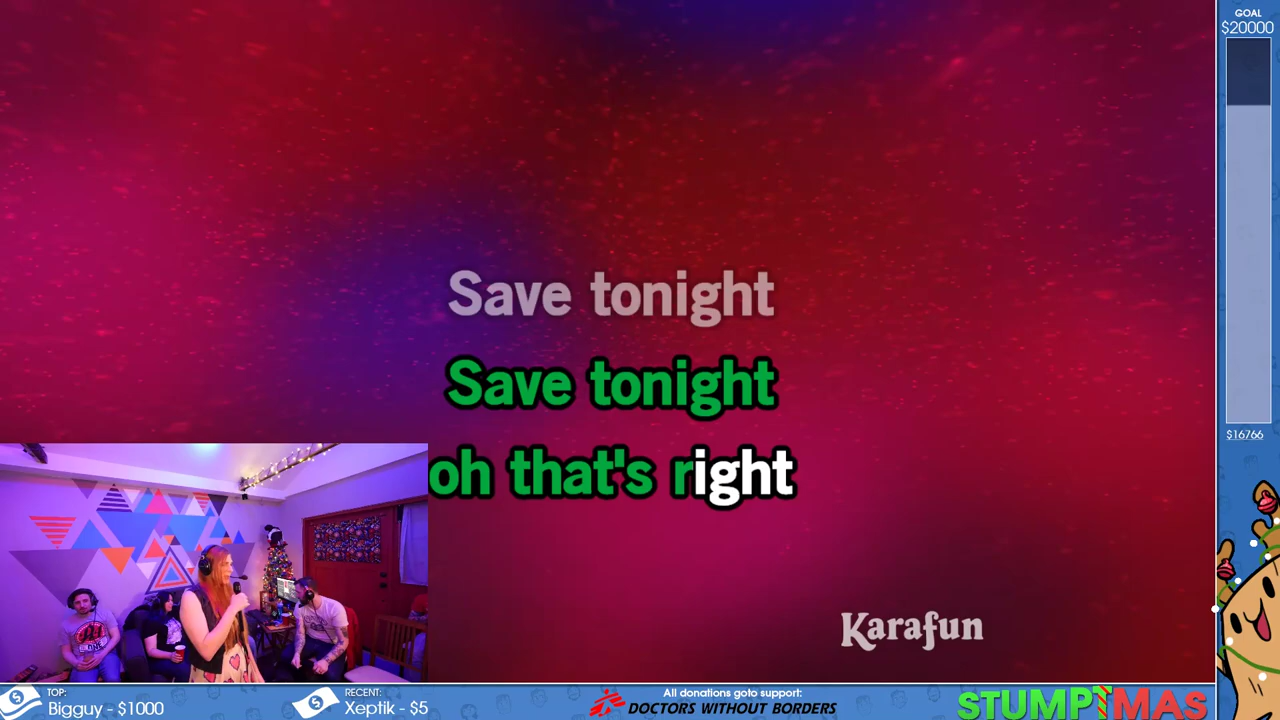 GOAL
$20000
Save tonight
Save tonight
oh that's right
$16766
Karafun
TOP:
Bigguy - $1000
RECENT:
Xeptik - $5
All donations goto support:
DOCTORS WITHOUT BORDERS
STUMPTMAS